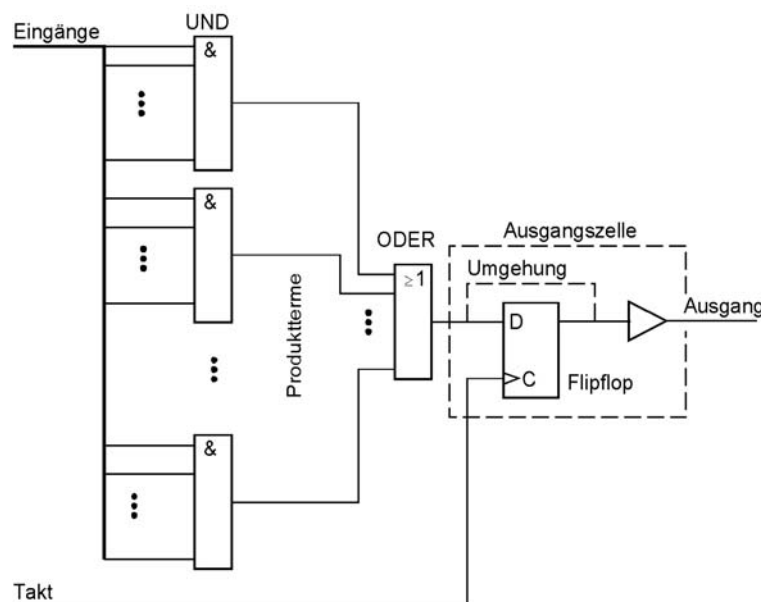 Eingänge
UND
&
&
&
Produktterme
ODER
≥1
Ausgangszelle
Umgehung
D
C
Flipflop
Ausgang
Takt